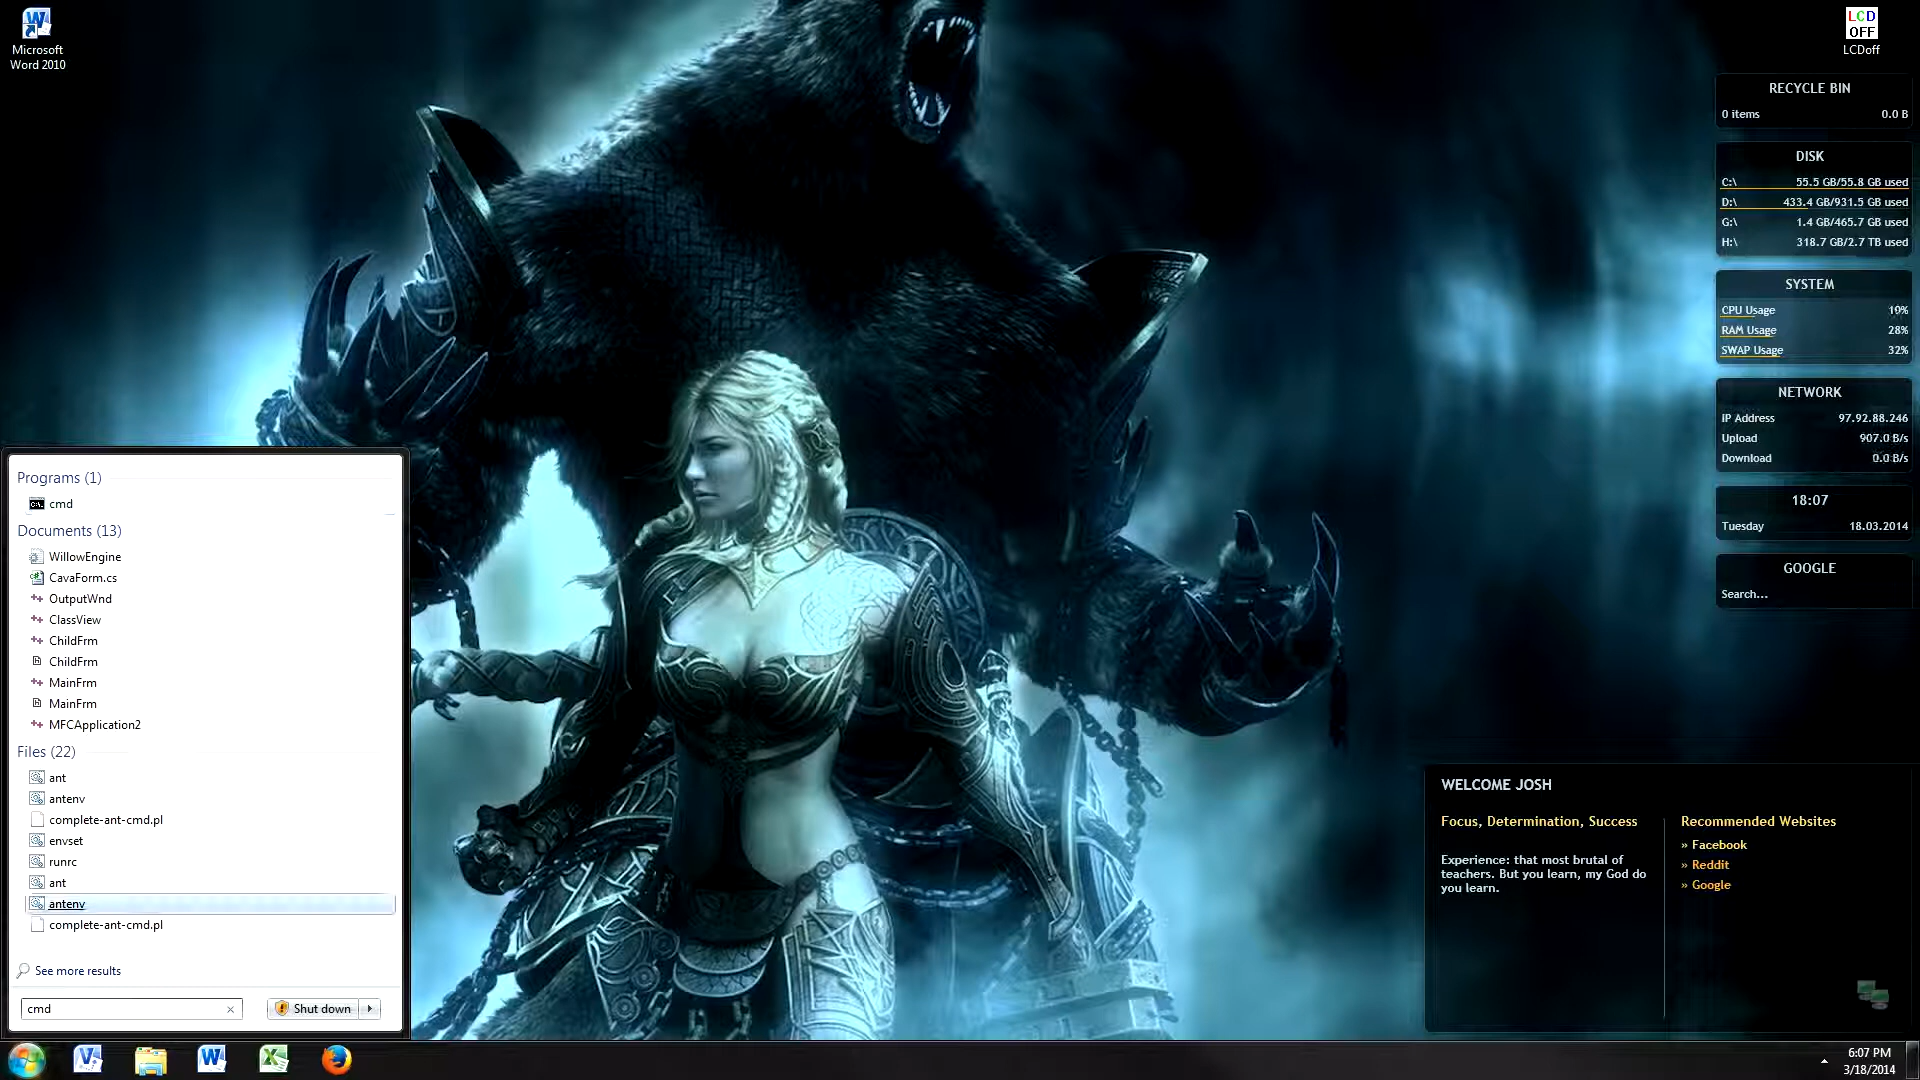 Microsoft
Word 2010
LCD
OFF
LCDoff
RECYCLE BIN
0 items 0.0 B
DISK
C:\ 55.5 GB/55.8 GB used
D:\ 433.4 GB/931.5 GB used
G:\ 1.4 GB/465.7 GB used
H:\ 318.7 GB/2.7 TB used
SYSTEM
CPU Usage 19%
RAM Usage 28%
SWAP Usage 32%
NETWORK
IP Address 97.92.88.246
Upload 907.0 B/s
Download 0.0 B/s
18:07
Tuesday 18.03.2014
GOOGLE
Search...
Programs (1)
cmd
Documents (13)
WillowEngine
CavaForm.cs
OutputWnd
ClassView
ChildFrm
ChildFrm
MainFrm
MainFrm
MFCApplication2
Files (22)
ant
antenv
complete-ant-cmd.pl
envset
runrc
ant
antenv
complete-ant-cmd.pl
See more results
cmd
Shut down
WELCOME JOSH
Focus, Determination, Success
Experience: that most brutal of
teachers. But you learn, my God do
you learn.
Recommended Websites
» Facebook
» Reddit
» Google
6:07 PM
3/18/2014